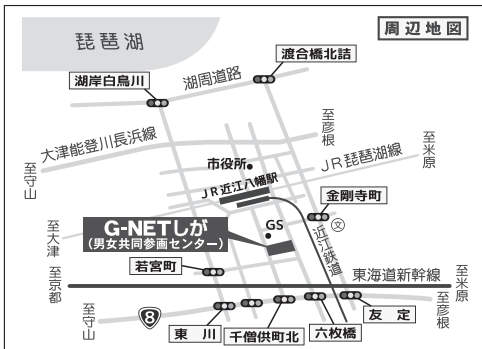 周辺地図
琵琶湖
渡合橋北詰
湖岸白鳥川
湖周道路
大津能登川長浜線
至彦根
至米原
至守山
市役所
JR琵琶湖線
JR近江八幡駅
金剛寺町
文
GS
G-NETしが
(男女共同参画センター)
近江鉄道
至大津
若宮町
東海道新幹線
至京都
至米原
至彦根
至守山
8
東川
千僧供町北
六枚橋
友定